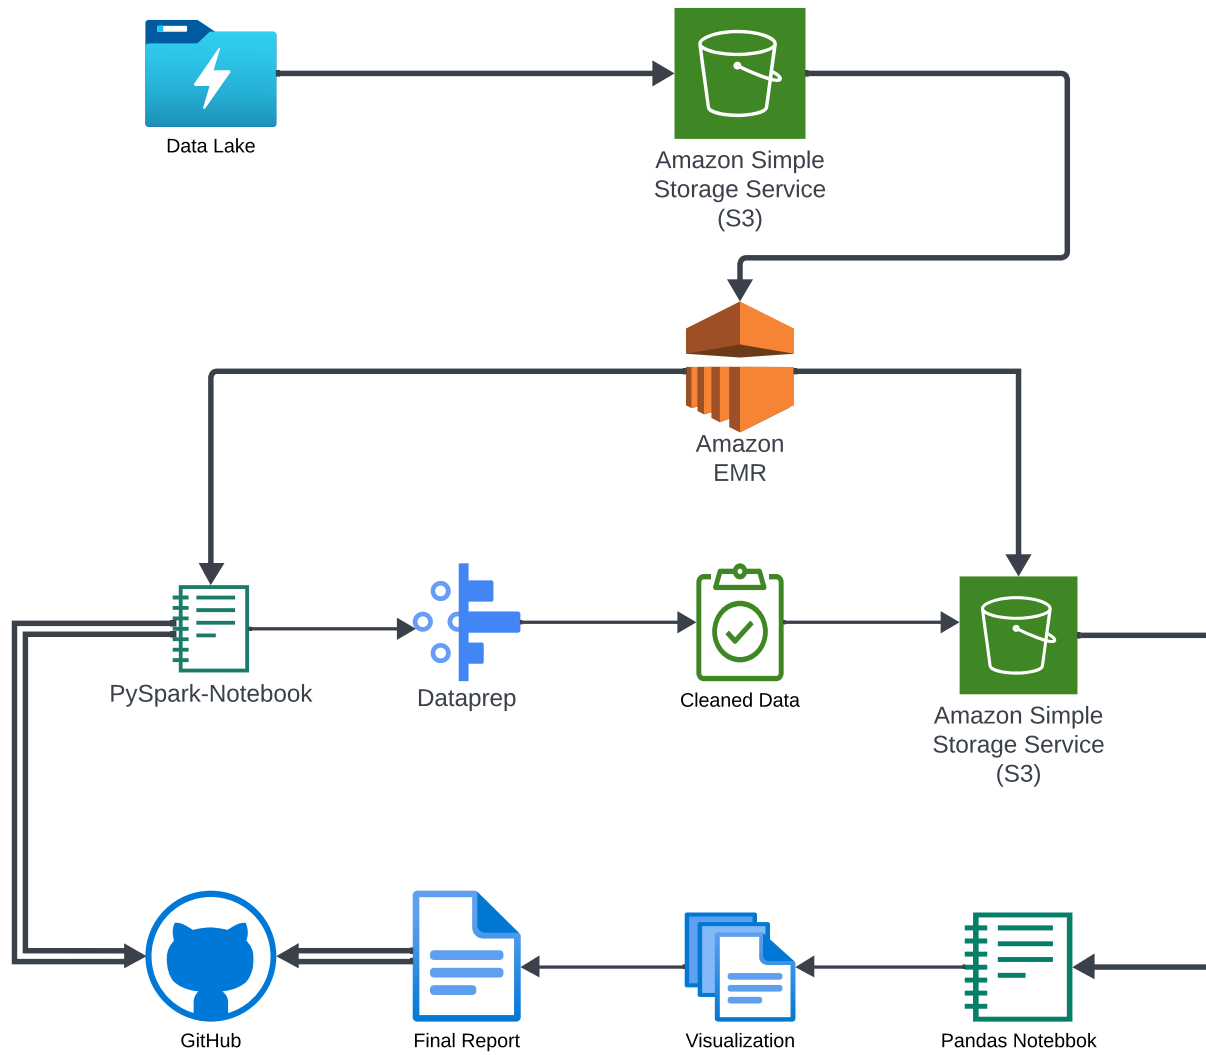 Data Lake
Amazon Simple
Storage Service
(S3)
Amazon
EMR
PySpark-Notebook
Dataprep
Cleaned Data
Amazon Simple
Storage Service
(S3)
GitHub
Final Report
Visualization
Pandas Notebbok